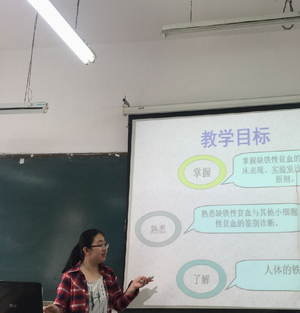 教学目标
掌握
掌握缺铁性贫血的
床表现、实验室
原则。
熟悉
熟悉缺铁性贫血与其他小细胞
性贫血的鉴别诊断。
了解
人体的铁